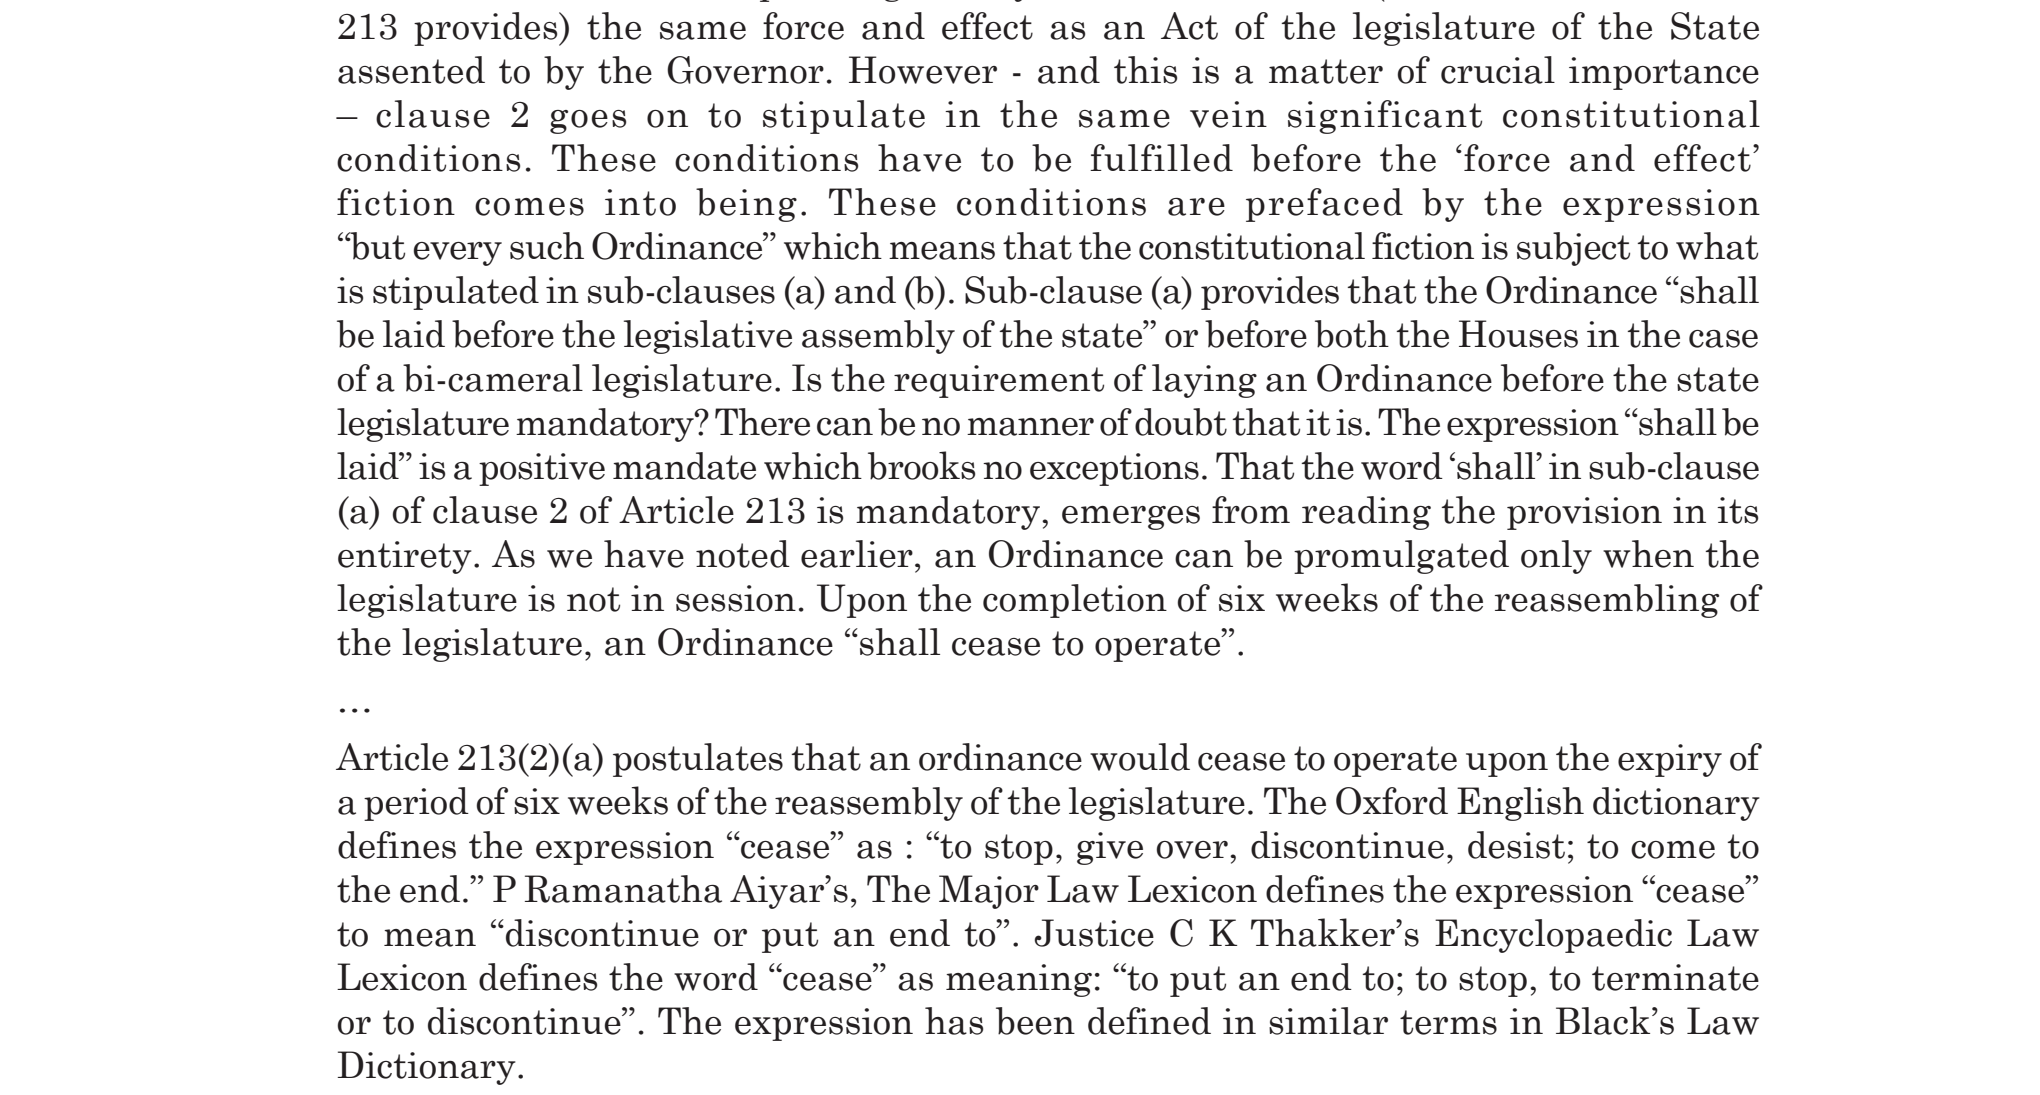 213 provides) the same force and effect as an Act of the legislature of the State
assented to by the Governor. However - and this is a matter of crucial importance
– clause 2 goes on to stipulate in the same vein significant constitutional
conditions. These conditions have to be fulfilled before the ‘force and effect’
fiction comes into being. These conditions are prefaced by the expression
“but every such Ordinance” which means that the constitutional fiction is subject to what
is stipulated in sub-clauses (a) and (b). Sub-clause (a) provides that the Ordinance “shall
be laid before the legislative assembly of the state” or before both the Houses in the case
of a bi-cameral legislature. Is the requirement of laying an Ordinance before the state
legislature mandatory? There can be no manner of doubt that it is. The expression “shall be
laid” is a positive mandate which brooks no exceptions. That the word ‘shall’ in sub-clause
(a) of clause 2 of Article 213 is mandatory, emerges from reading the provision in its
entirety. As we have noted earlier, an Ordinance can be promulgated only when the
legislature is not in session. Upon the completion of six weeks of the reassembling of
the legislature, an Ordinance “shall cease to operate”.
...
Article 213(2)(a) postulates that an ordinance would cease to operate upon the expiry of
a period of six weeks of the reassembly of the legislature. The Oxford English dictionary
defines the expression “cease” as : “to stop, give over, discontinue, desist; to come to
the end.” P Ramanatha Aiyar’s, The Major Law Lexicon defines the expression “cease”
to mean “discontinue or put an end to”. Justice C K Thakker’s Encyclopaedic Law
Lexicon defines the word “cease” as meaning: “to put an end to; to stop, to terminate
or to discontinue”. The expression has been defined in similar terms in Black’s Law
Dictionary.